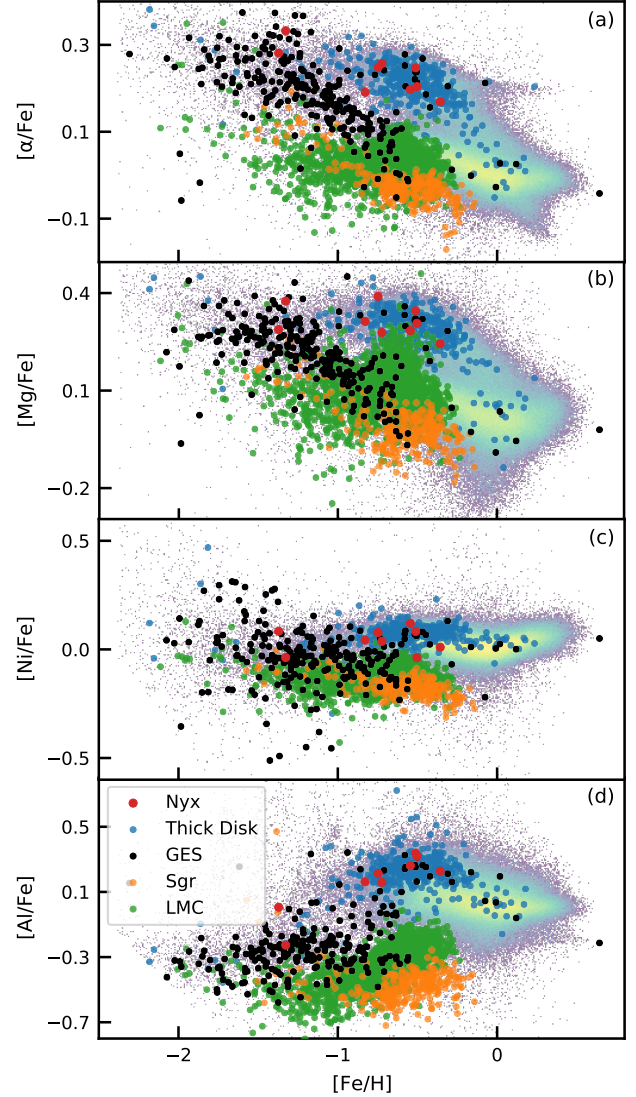 (a)
0.3
0.1
−0.1
[α/Fe]
(b)
0.4
0.1
−0.2
[Mg/Fe]
(c)
0.5
0.0
−0.5
[Ni/Fe]
(d)
0.5
0.1
−0.3
−0.7
[Al/Fe]
Nyx
Thick Disk
GES
Sgr
LMC
−2
−1
0
[Fe/H]